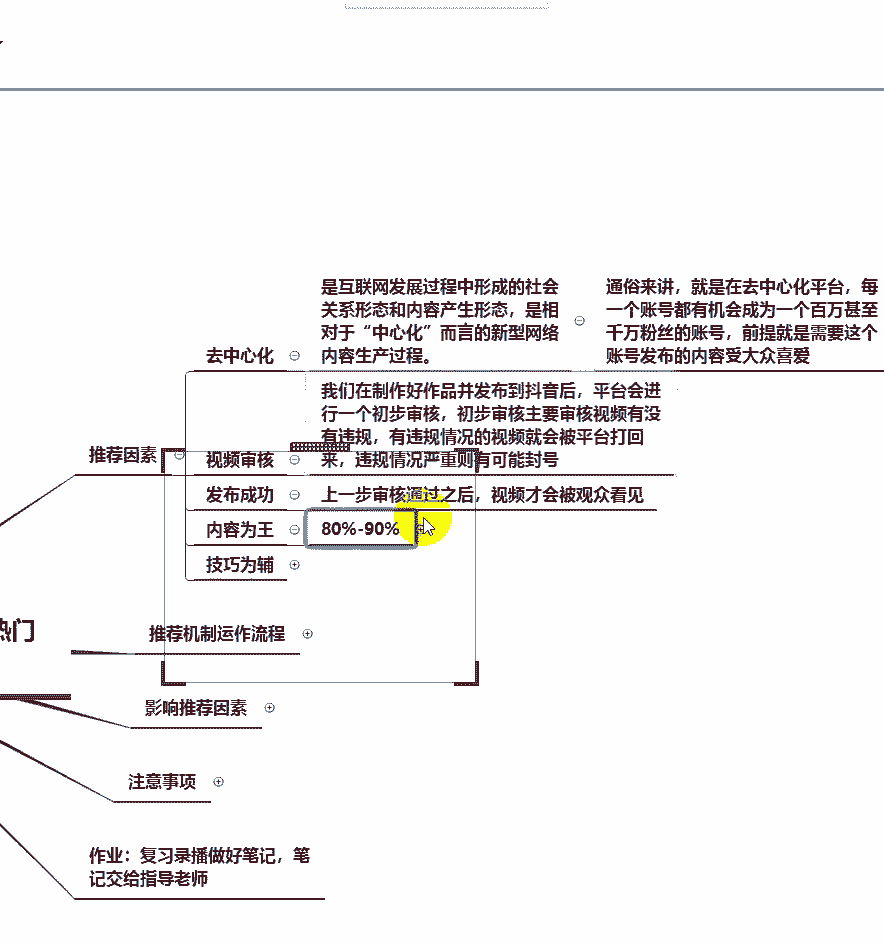 是互联网发展过程中形成的社会
关系形态和内容产生形态，是相
对于“中心化”而言的新型网络
内容生产过程。
通俗来讲，就是在去中心化平台，每
一个账号都有机会成为一个百万甚至
千万粉丝的账号，前提就是需要这个
账号发布的内容受大众喜爱
去中心化
我们在制作好作品并发布到抖音后，平台会进
行一个初步审核，初步审核主要审核视频有没
有违规，有违规情况的视频就会被平台打回
来，违规情况严重则有可能封号
推荐因素
视频审核
发布成功
上一步审核通过之后，视频才会被观众看见
内容为王
80%-90%
技巧为辅
热门
推荐机制运作流程
影响推荐因素
注意事项
作业：复习录播做好笔记，笔
记交给指导老师